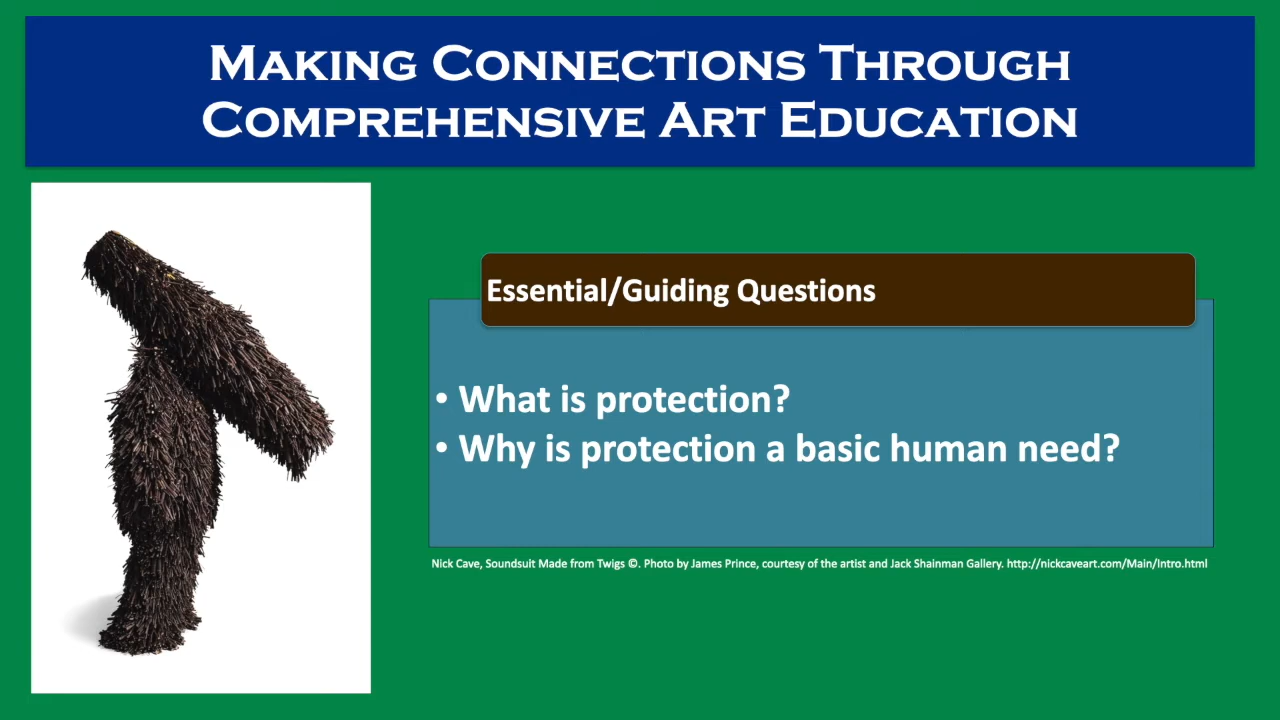 Making Connections Through
Comprehensive Art Education
Essential/Guiding Questions
• What is protection?
• Why is protection a basic human need?
Nick Cave, Soundsuit Made from Twigs ©. Photo by James Prince, courtesy of the artist and Jack Shainman Gallery. http://nickcaveart.com/Main/Intro.html